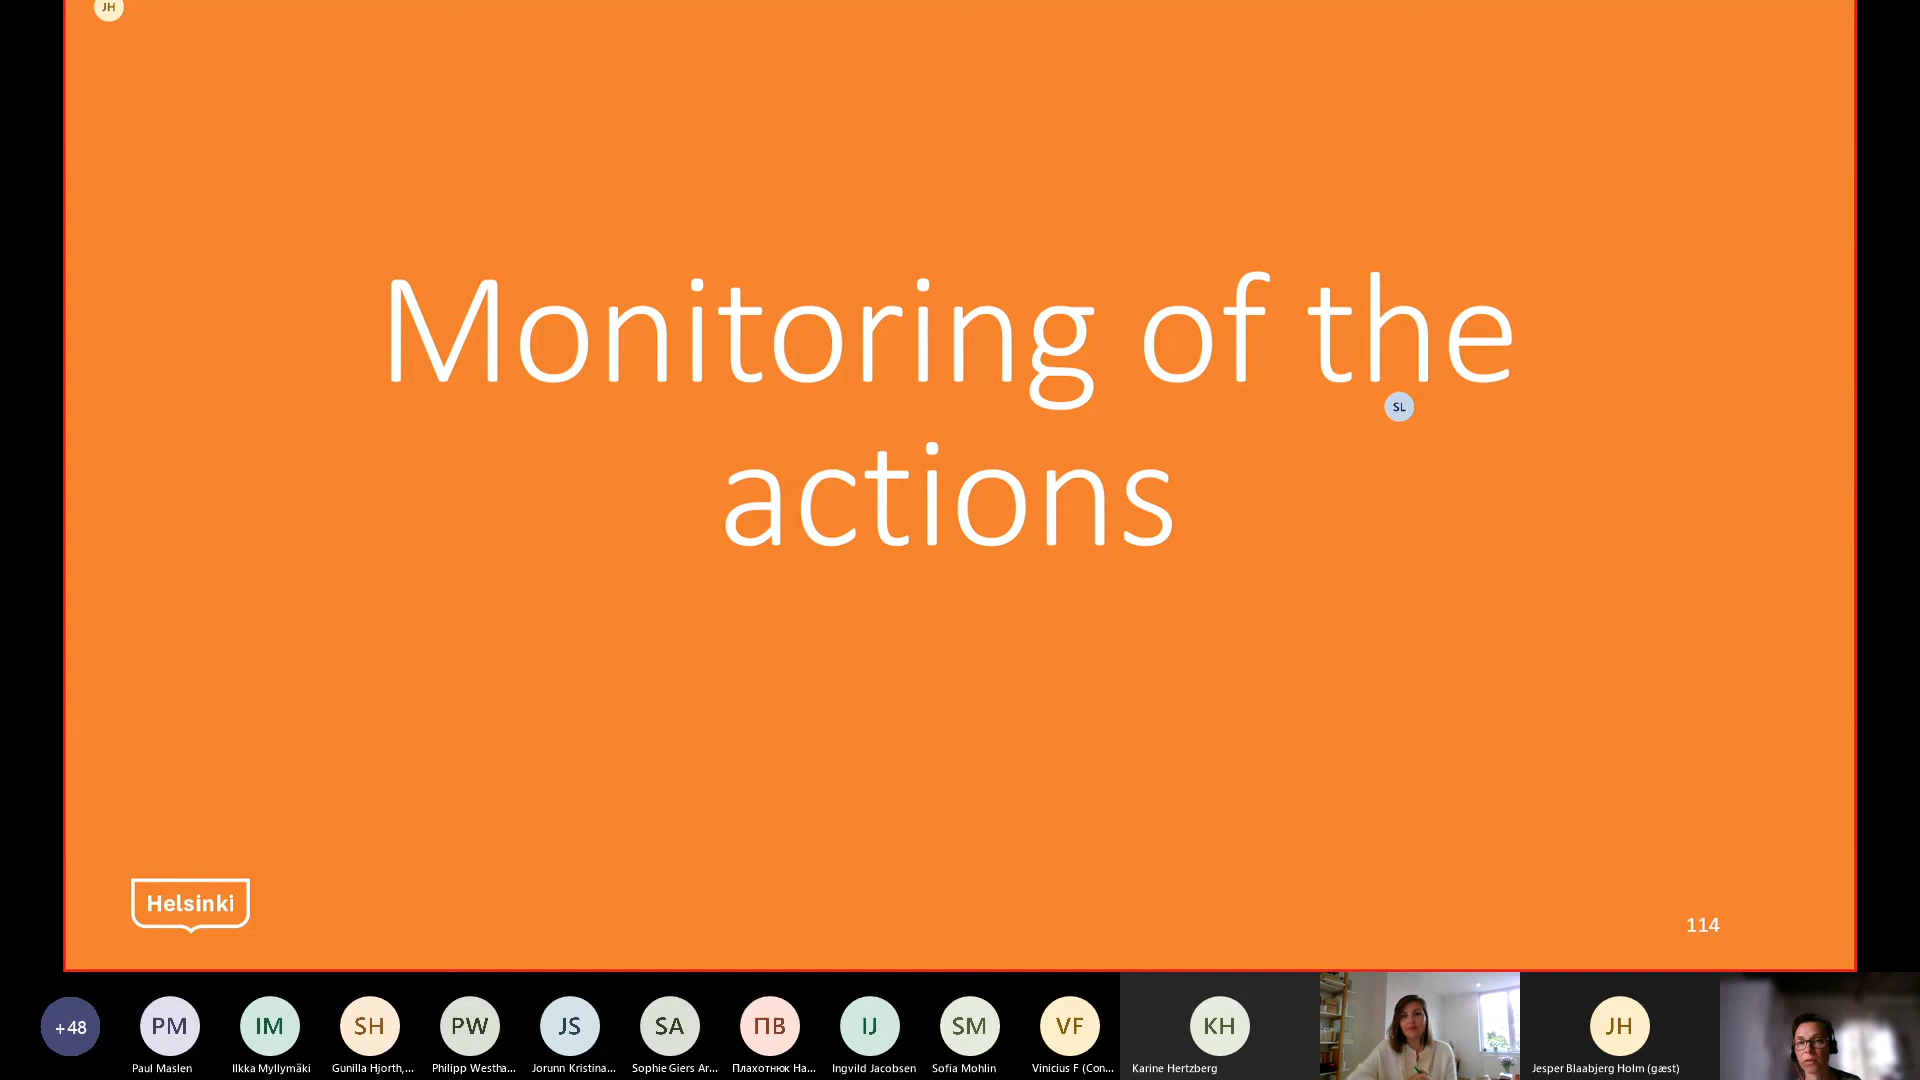 JH
Monitoring of the
SL
actions
Helsinki
114
+48
PM
IM
SH
PW
JS
SA
ПВ
IJ
SM
VF
KH
JH
Paul Maslen
Ilkka Myllymäki
Gunilla Hjorth,...
Philipp Westha...
Jorunn Kristina...
Sophie Giers Ar...
Плахотнюк На...
Ingvild Jacobsen
Sofia Mohlin
Vinicius F (Con...
Karine Hertzberg
Jesper Blaabjerg Holm (gæst)